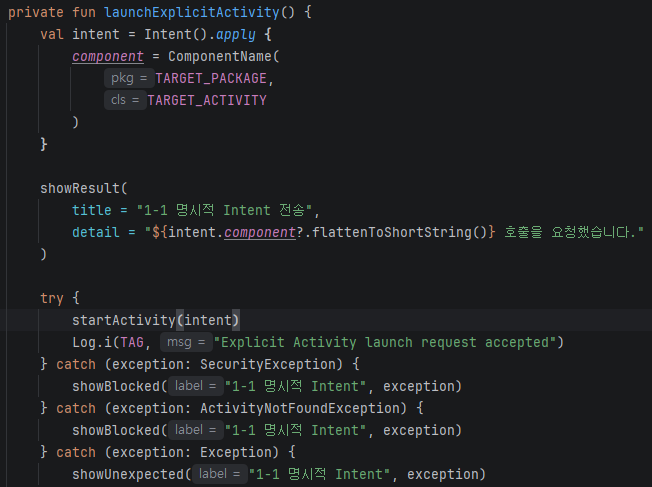 private fun launchExplicitActivity() {
    val intent = Intent().apply {
        component = ComponentName(
            pkg = TARGET_PACKAGE,
            cls = TARGET_ACTIVITY
        )
    }

    showResult(
        title = "1-1 명시적 Intent 전송",
        detail = "${intent.component?.flattenToShortString()} 호출을 요청했습니다."
    )

    try {
        startActivity(intent)
        Log.i(TAG, msg = "Explicit Activity launch request accepted")
    } catch (exception: SecurityException) {
        showBlocked(label = "1-1 명시적 Intent", exception)
    } catch (exception: ActivityNotFoundException) {
        showBlocked(label = "1-1 명시적 Intent", exception)
    } catch (exception: Exception) {
        showUnexpected(label = "1-1 명시적 Intent", exception)